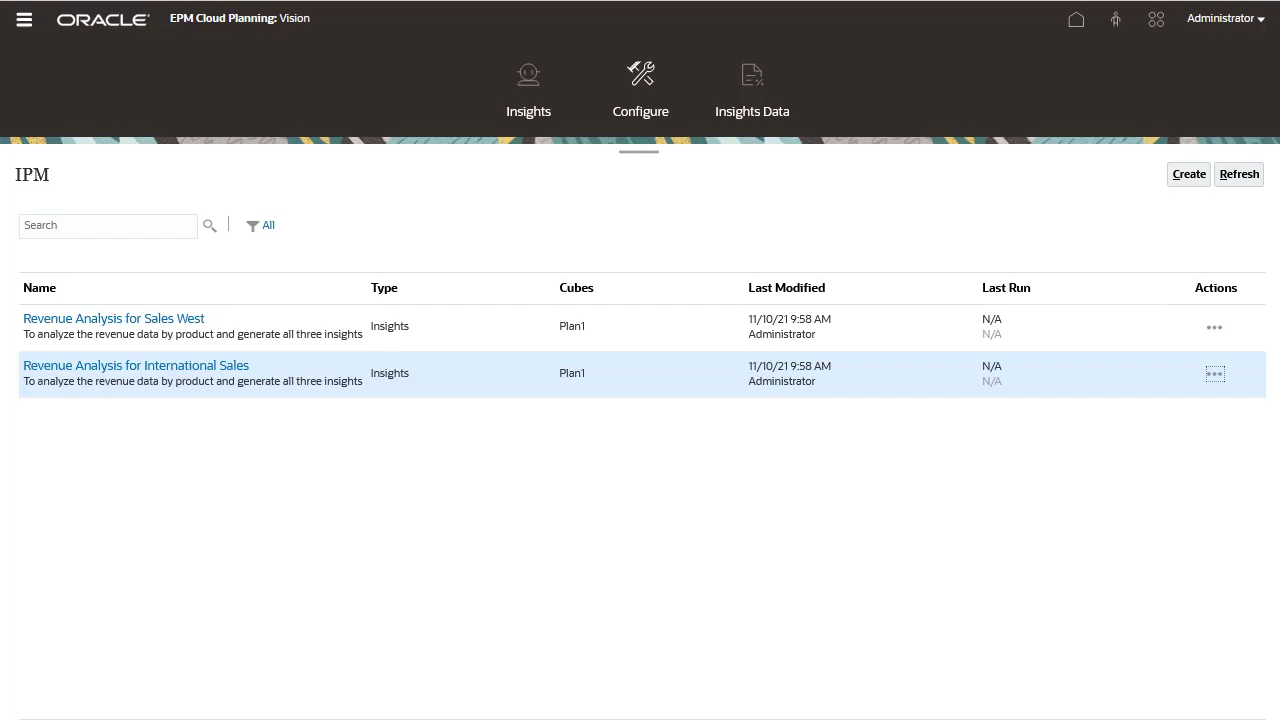 ORACLE
EPM Cloud Planning: Vision
Administrator
Insights
Configure
Insights Data
IPM
Create
Refresh
Search
All
Name
Type
Cubes
Last Modified
Last Run
Actions
Revenue Analysis for Sales West
To analyze the revenue data by product and generate all three insights
Insights
Plan1
11/10/21 9:58 AM
Administrator
N/A
N/A
Revenue Analysis for International Sales
To analyze the revenue data by product and generate all three insights
Insights
Plan1
11/10/21 9:58 AM
Administrator
N/A
N/A